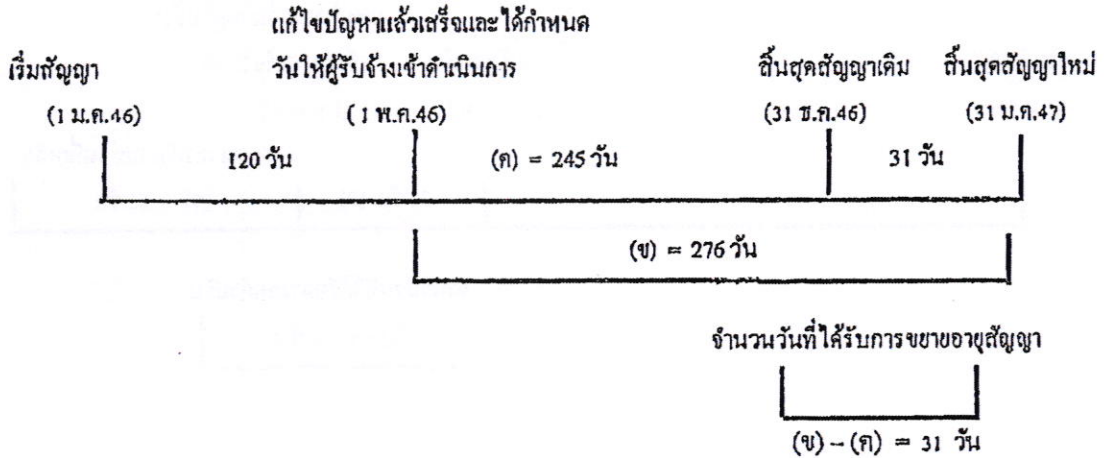 แก้ไขปัญหาแล้วเสร็จและได้กำหนด
เริ่มสัญญา วันให้ผู้รับจ้างเข้าดำเนินการ สิ้นสุดสัญญาเดิม สิ้นสุดสัญญาใหม่
(1 ม.ค.46) (1 พ.ค.46) (31 ธ.ค.46) (31 ม.ค.47)
120 วัน (ค) = 245 วัน 31 วัน
(ข) = 276 วัน
จำนวนวันที่ได้รับการขยายอายุสัญญา
(ข) – (ค) = 31 วัน